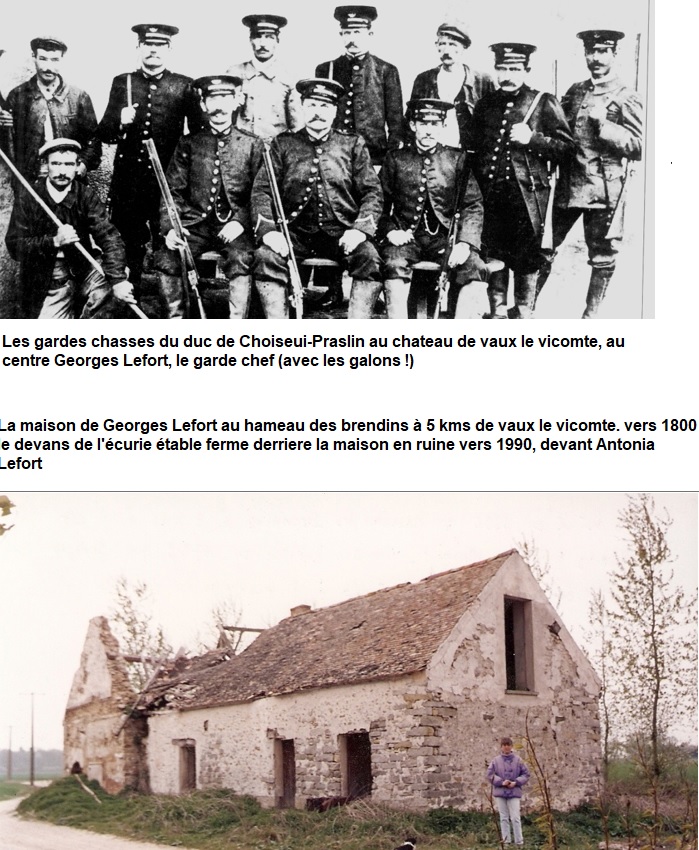 Les gardes chasses du duc de Choiseui-Praslin au chateau de vaux le vicomte, au
centre Georges Lefort, le garde chef (avec les galons !)
La maison de Georges Lefort au hameau des brendins à 5 kms de vaux le vicomte. vers 1800
le devans de l'écurie étable ferme derriere la maison en ruine vers 1990, devant Antonia
Lefort